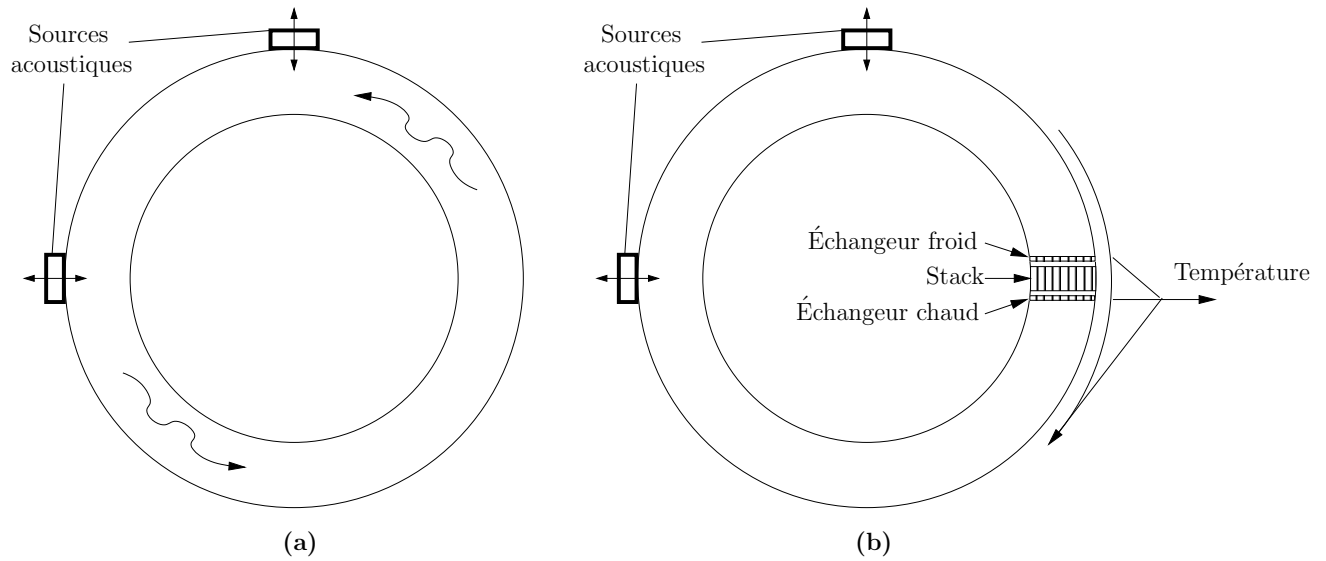 Sources
acoustiques
Sources
acoustiques
Échangeur froid
Stack
Échangeur chaud
Température
(a)
(b)